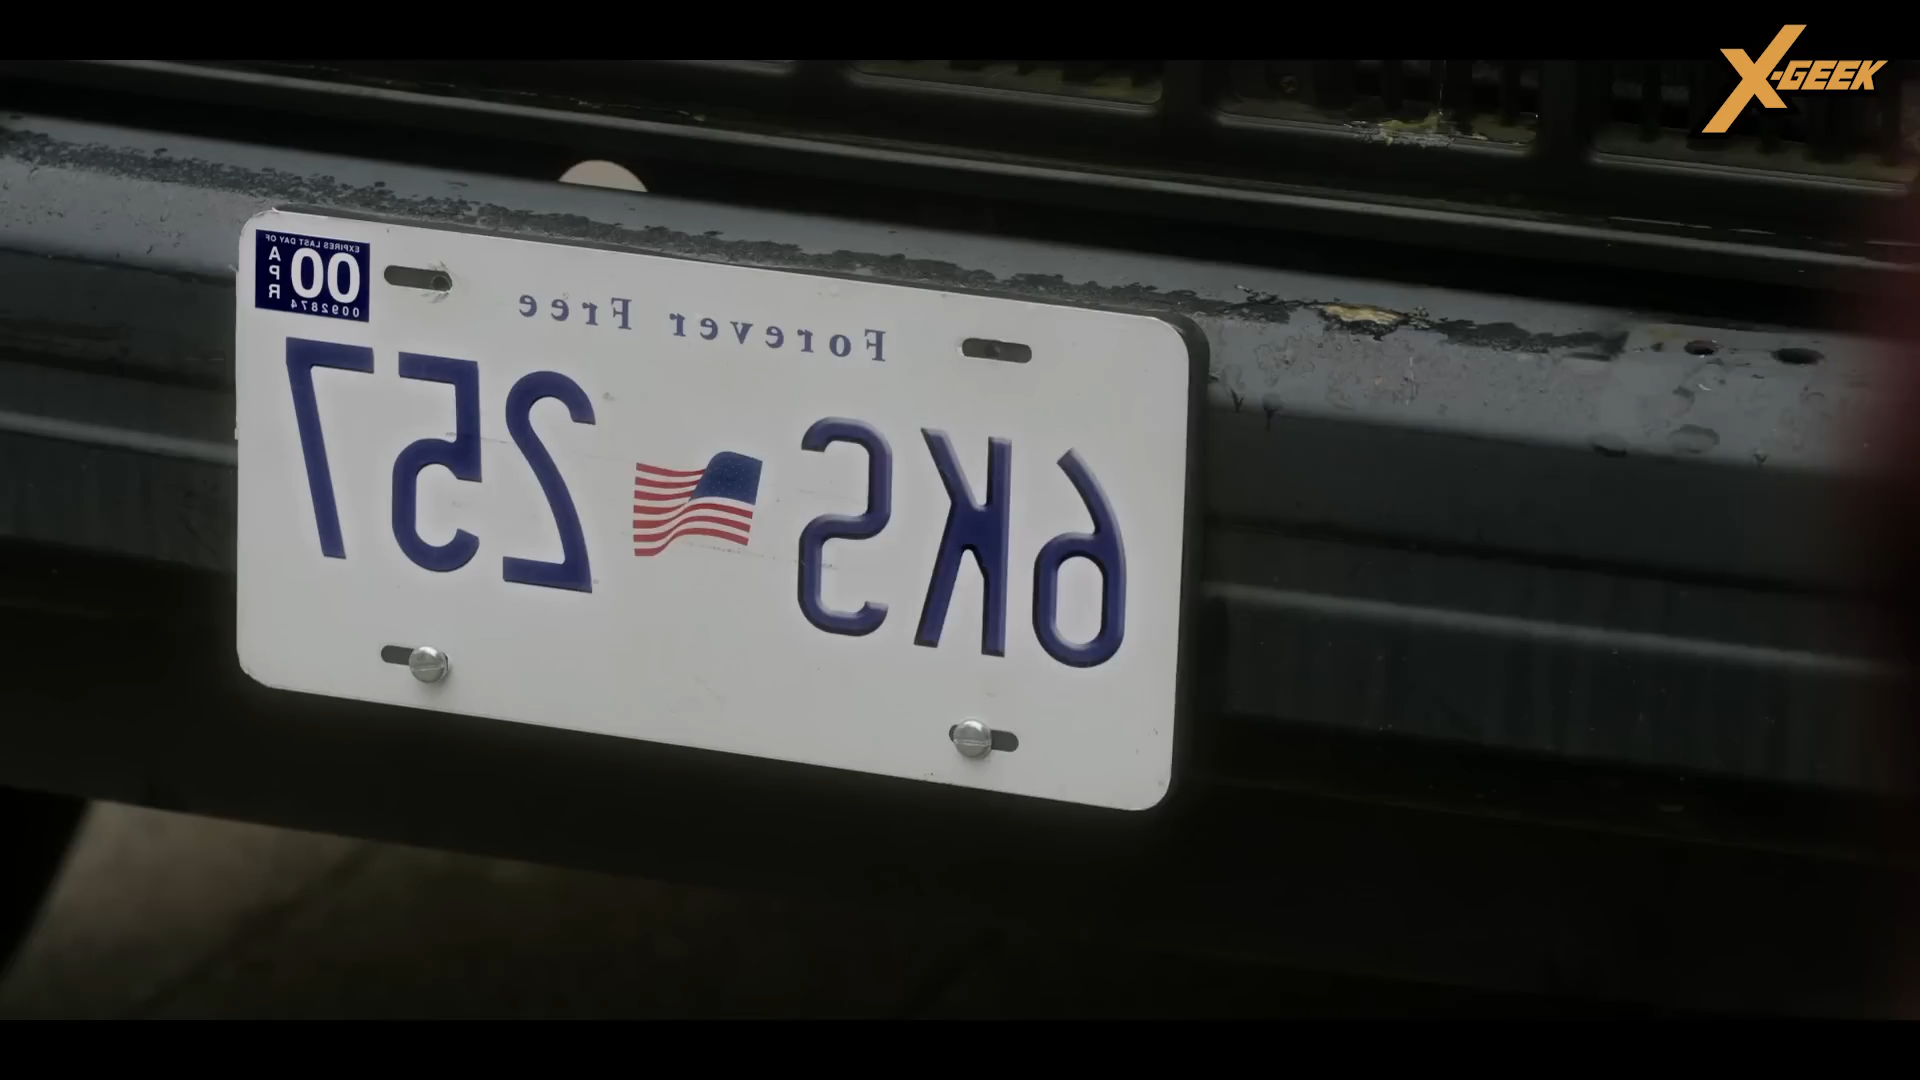 X-GEEK
EXPIRES LAST DAY OF
APR
00
0092874
Forever Free
6KS 257